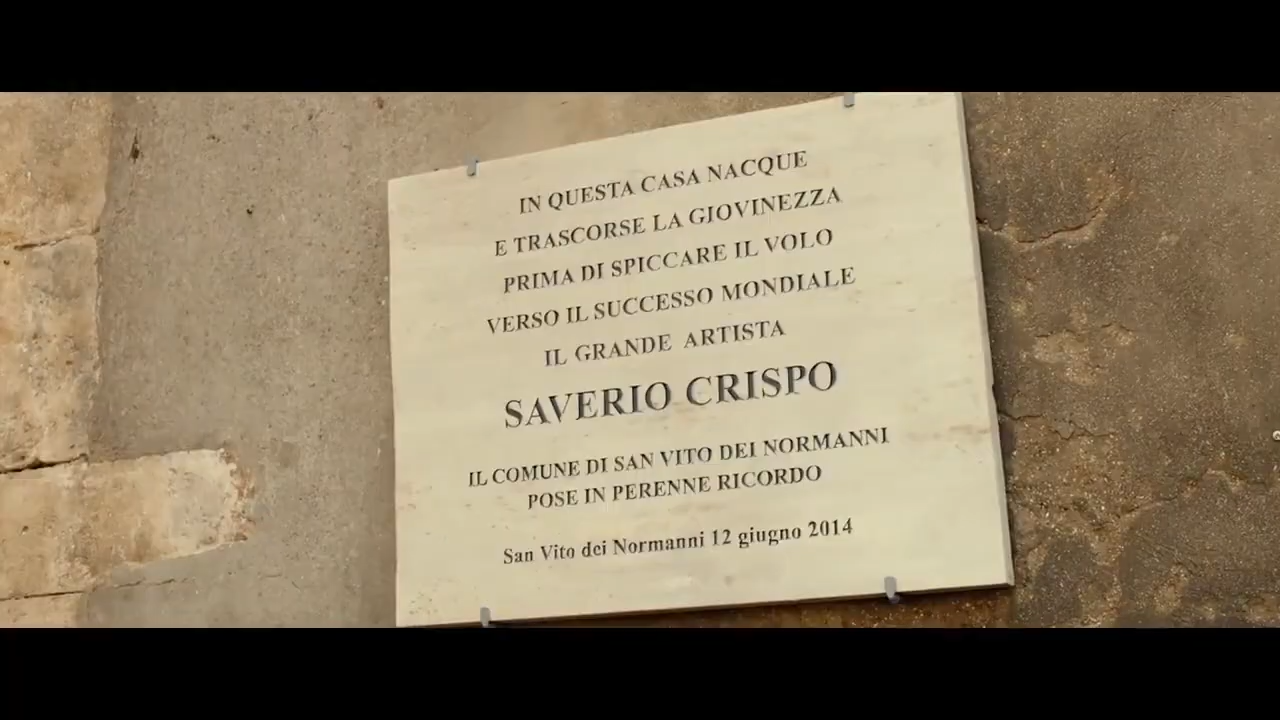 IN QUESTA CASA NACQUE
E TRASCORSE LA GIOVINEZZA
PRIMA DI SPICCARE IL VOLO
VERSO IL SUCCESSO MONDIALE
IL GRANDE ARTISTA
SAVERIO CRISPO
IL COMUNE DI SAN VITO DEI NORMANNI
POSE IN PERENNE RICORDO
San Vito dei Normanni 12 giugno 2014